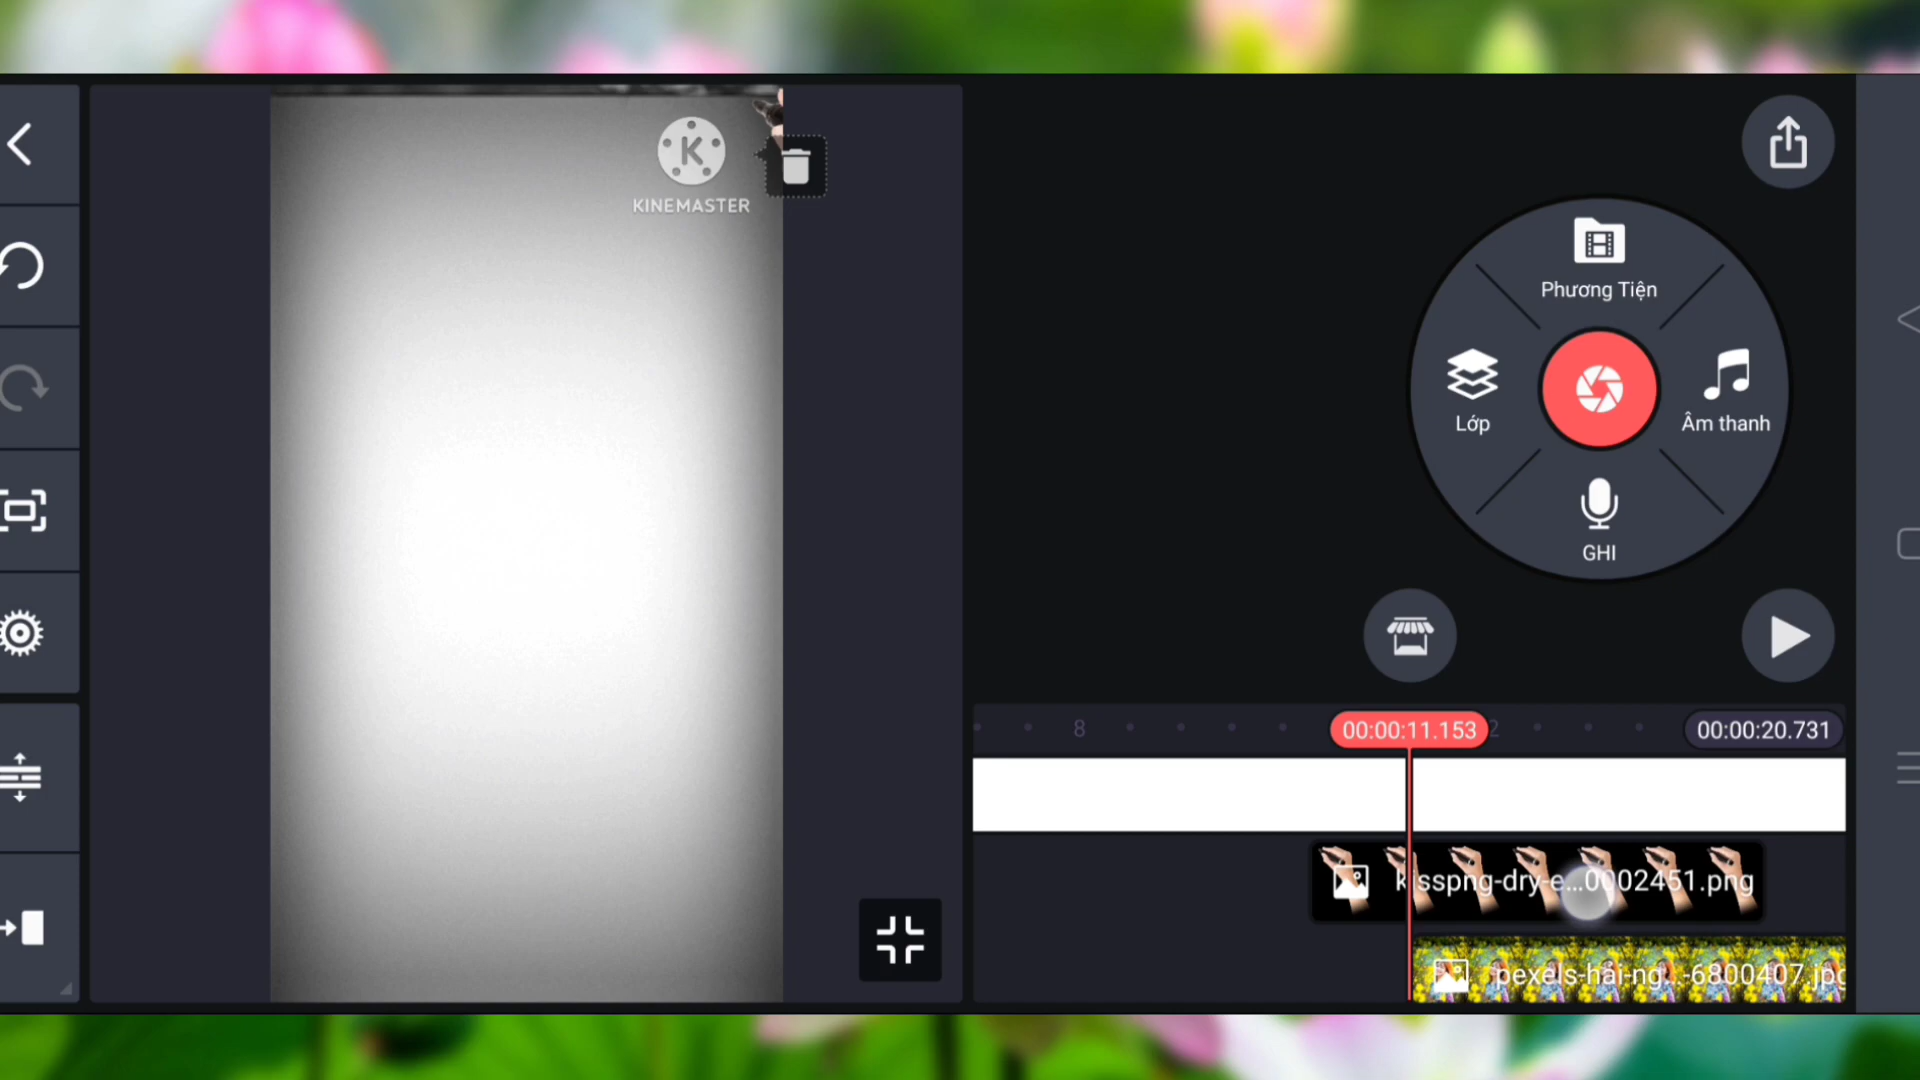 KINEMASTER
Phương Tiện
Lớp
Âm thanh
GHI
8
00:00:11.153
2
00:00:20.731
kisspng-dry-e...0002451.png
pexels-hải-ng...-6800407.jpg